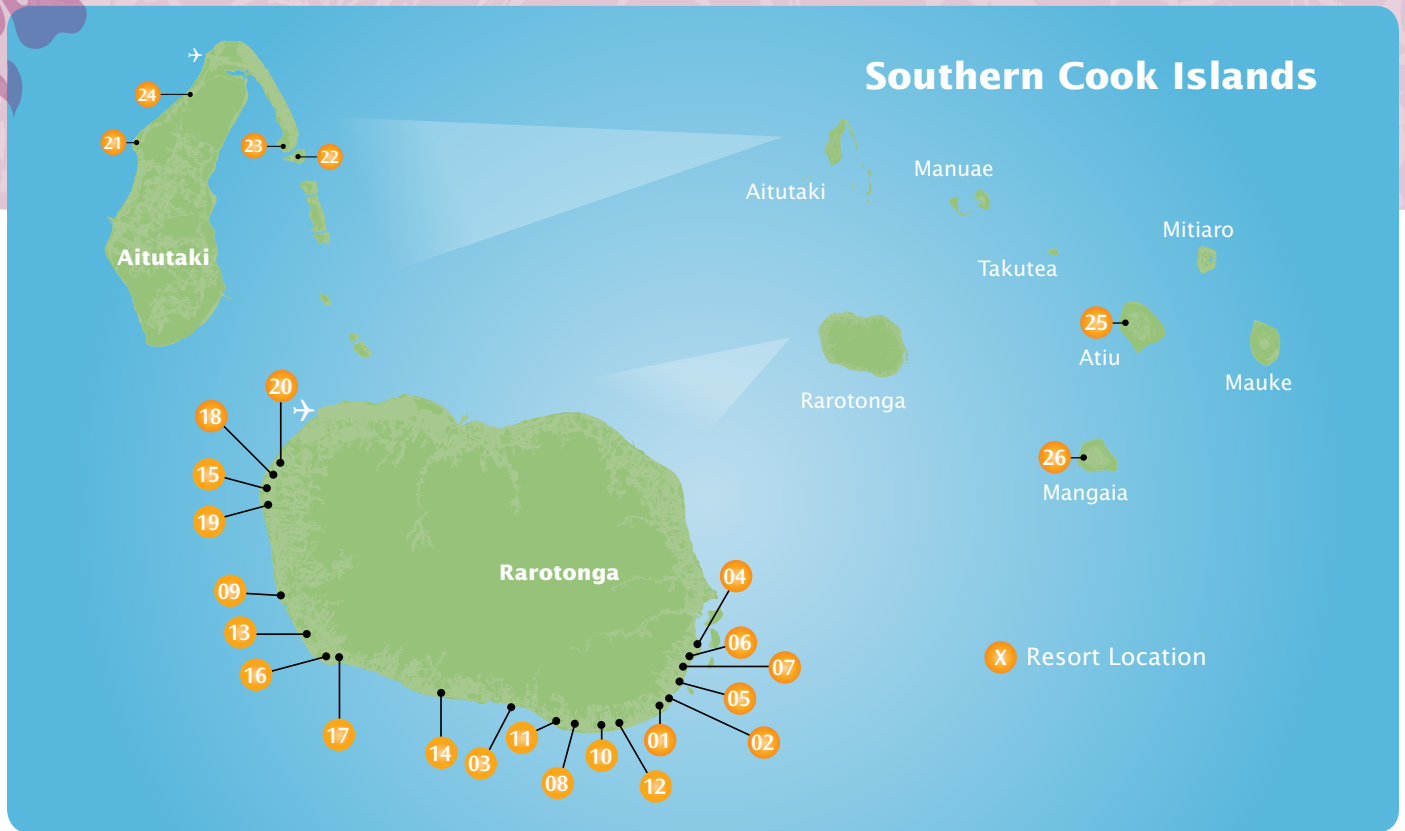 Southern Cook Islands
24
21
23
22
Aitutaki
Aitutaki
Manuae
Mitiaro
Takutea
25
Atiu
Mauke
Rarotonga
26
Mangaia
20
18
15
19
09
13
16
17
14
03
11
08
10
12
01
02
05
07
06
04
Rarotonga
X Resort Location